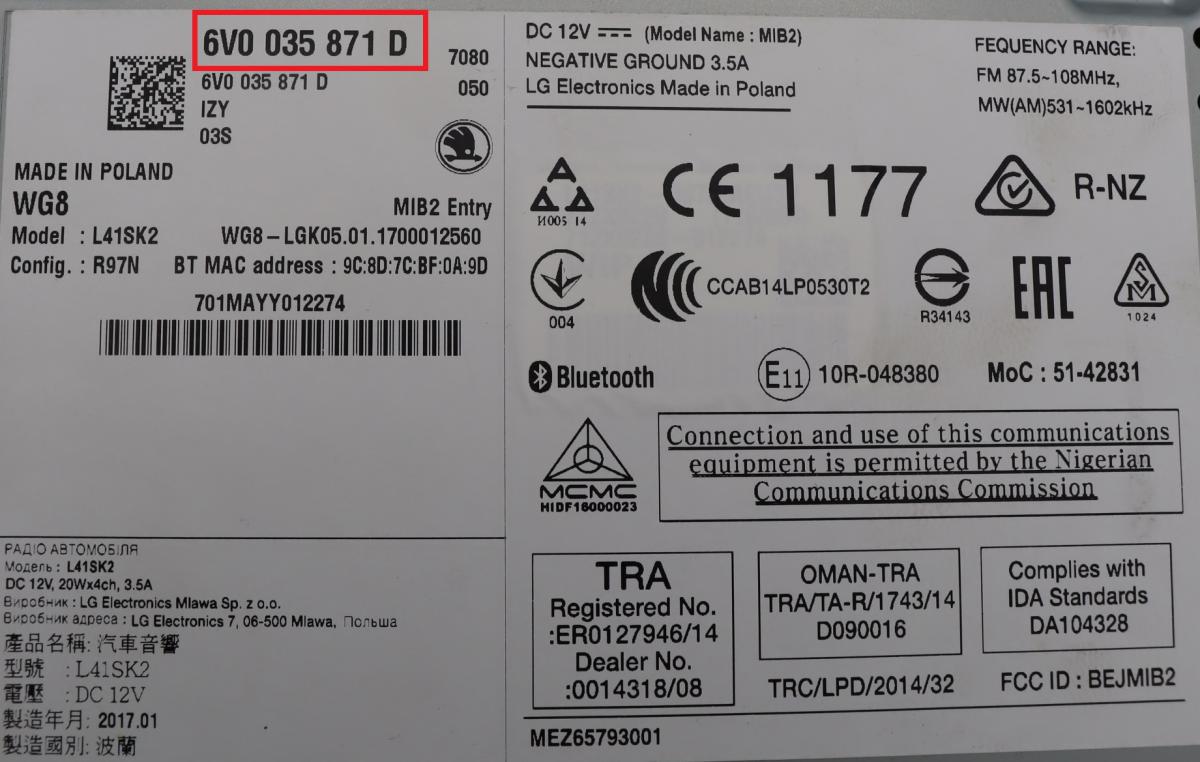 6V0 035 871 D
7080
6V0 035 871 D
050
IZY
03S
MADE IN POLAND
WG8
MIB2 Entry
Model : L41SK2
WG8-LGK05.01.1700012560
Config. : R97N
BT MAC address : 9C:8D:7C:BF:0A:9D
701MAYY012274
РАДІО АВТОМОБІЛЯ
Модель : L41SK2
DC 12V, 20Wx4ch, 3.5A
Виробник : LG Electronics Mlawa Sp. z o.o.
Виробник адреса : LG Electronics 7, 06-500 Mlawa, Польша
產品名稱: 汽車音響
型號 : L41SK2
電壓 : DC 12V
製造年月: 2017.01
製造國別: 波蘭
DC 12V (Model Name : MIB2)
NEGATIVE GROUND 3.5A
LG Electronics Made in Poland
FEQUENCY RANGE:
FM 87.5~108MHz,
MW(AM)531~1602kHz
И005 14
CE 1177
R-NZ
004
CCAB14LP0530T2
R34143
EAC
SM
1024
Bluetooth
E11 10R-048380
MoC : 51-42831
MCMC
HIDF16000023
Connection and use of this communications
equipment is permitted by the Nigerian
Communications Commission
TRA
Registered No.
:ER0127946/14
Dealer No.
:0014318/08
OMAN-TRA
TRA/TA-R/1743/14
D090016
TRC/LPD/2014/32
Complies with
IDA Standards
DA104328
FCC ID : BEJMIB2
MEZ65793001